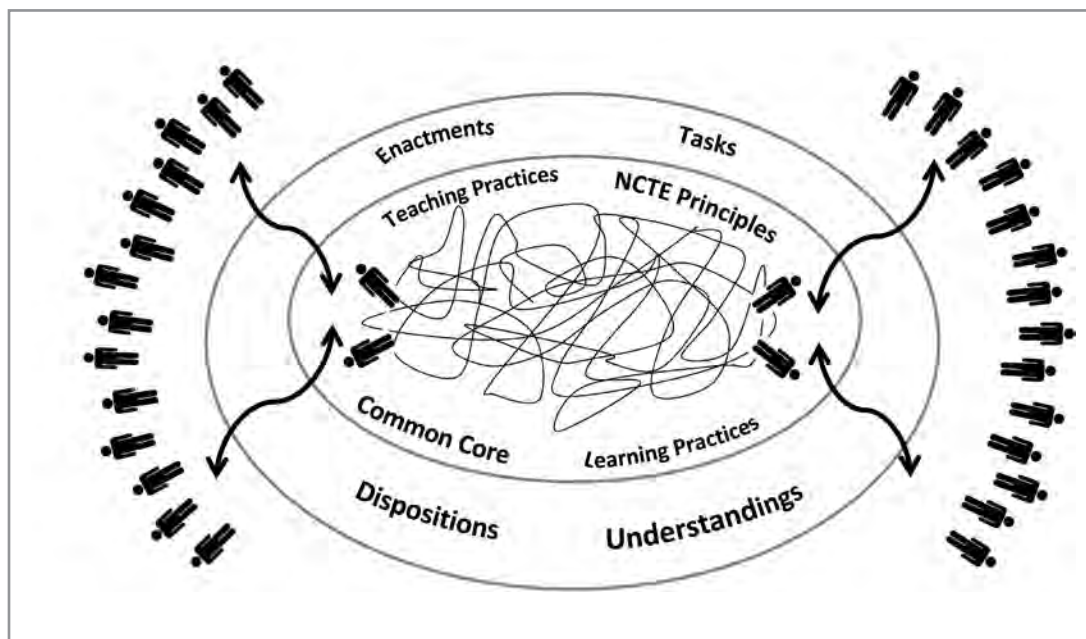 Enactments
Tasks
Teaching Practices
NCTE Principles
Common Core
Learning Practices
Dispositions
Understandings